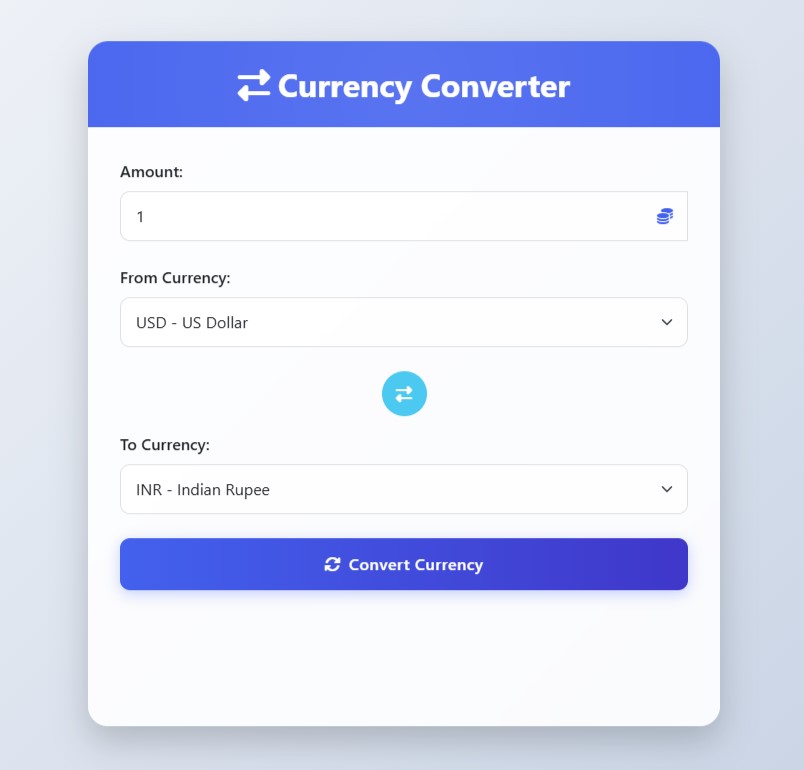 Currency Converter
Amount:
1
From Currency:
USD - US Dollar
To Currency:
INR - Indian Rupee
Convert Currency